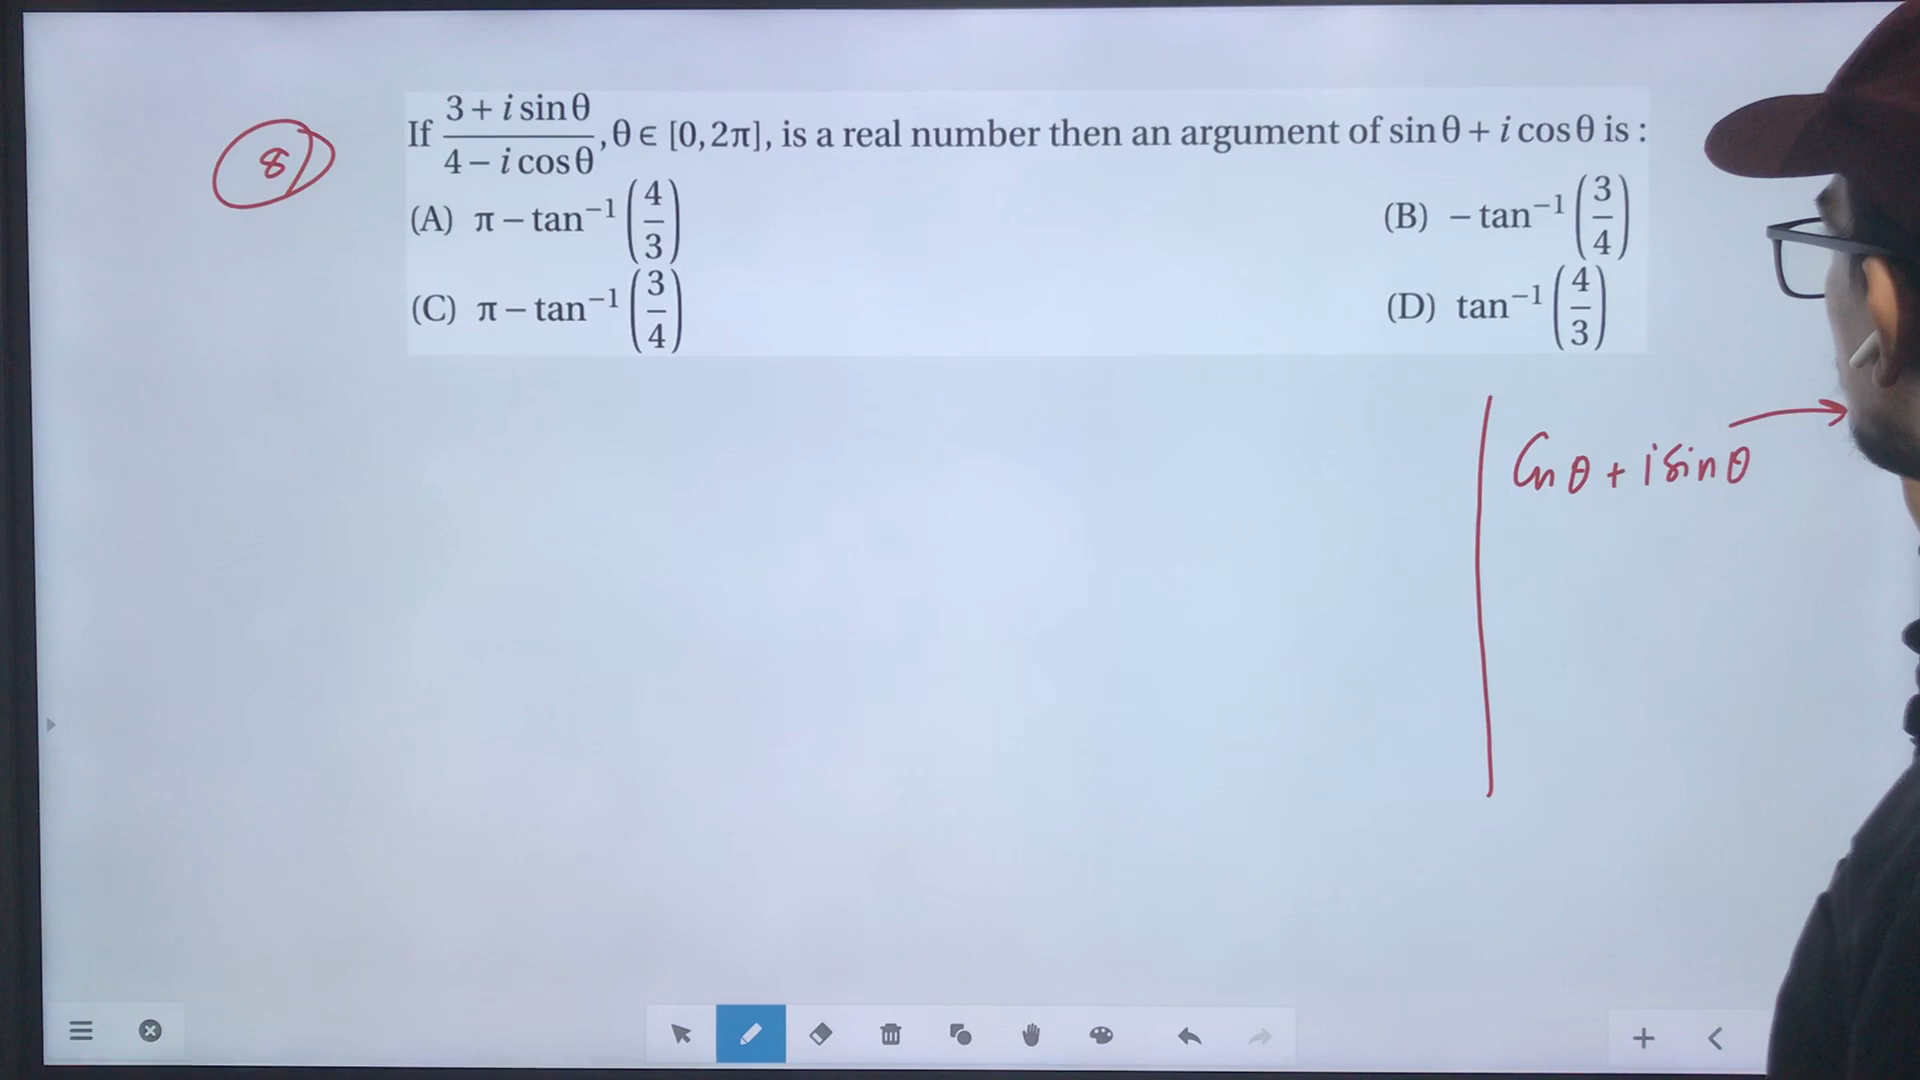 8)
If (3 + i sinθ)/(4 − i cosθ), θ ∈ [0, 2π], is a real number then an argument of sinθ + i cosθ is :
(A) π − tan⁻¹(4/3) (B) − tan⁻¹(3/4)
(C) π − tan⁻¹(3/4) (D) tan⁻¹(4/3)
Cosθ + i sinθ